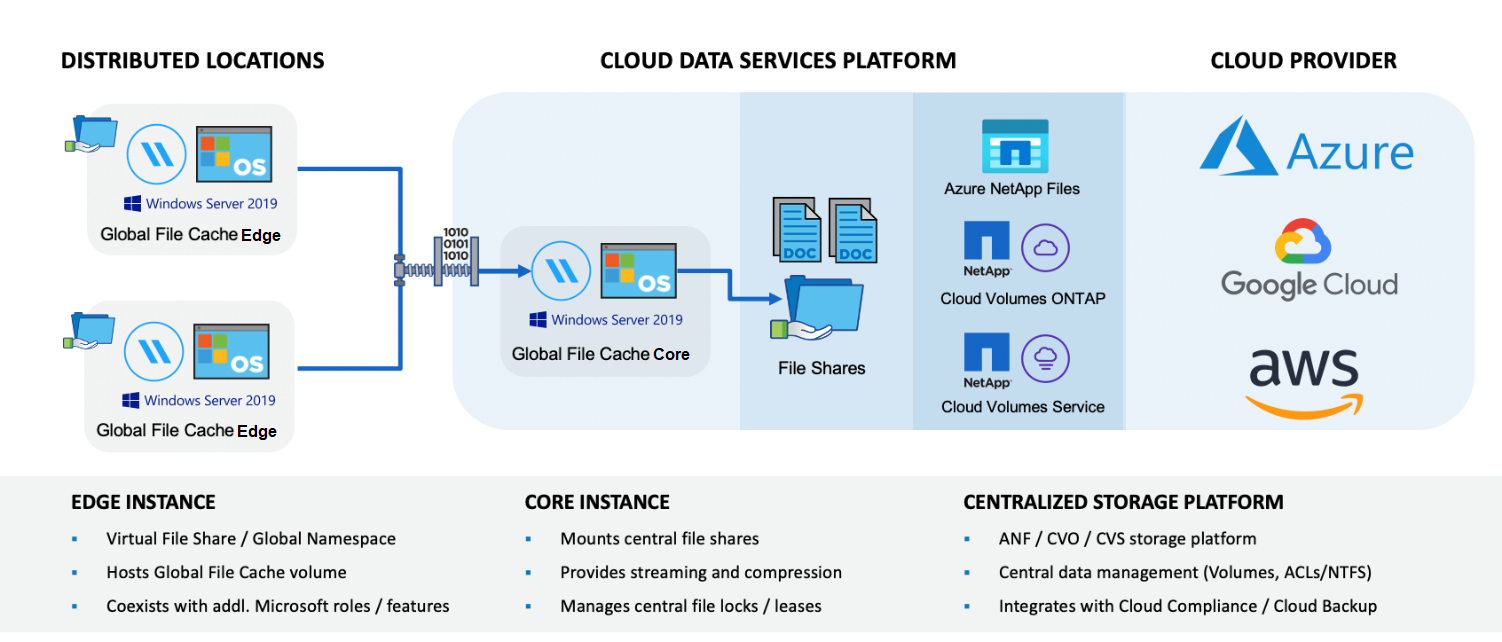 DISTRIBUTED LOCATIONS
CLOUD DATA SERVICES PLATFORM
CLOUD PROVIDER
OS
Windows Server 2019
Global File Cache Edge
OS
Windows Server 2019
Global File Cache Edge
1010
0101
1010
OS
Windows Server 2019
Global File Cache Core
DOC
DOC
File Shares
Azure NetApp Files
NetApp
Cloud Volumes ONTAP
NetApp
Cloud Volumes Service
Azure
Google Cloud
aws
EDGE INSTANCE
▪ Virtual File Share / Global Namespace
▪ Hosts Global File Cache volume
▪ Coexists with addl. Microsoft roles / features
CORE INSTANCE
▪ Mounts central file shares
▪ Provides streaming and compression
▪ Manages central file locks / leases
CENTRALIZED STORAGE PLATFORM
▪ ANF / CVO / CVS storage platform
▪ Central data management (Volumes, ACLs/NTFS)
▪ Integrates with Cloud Compliance / Cloud Backup